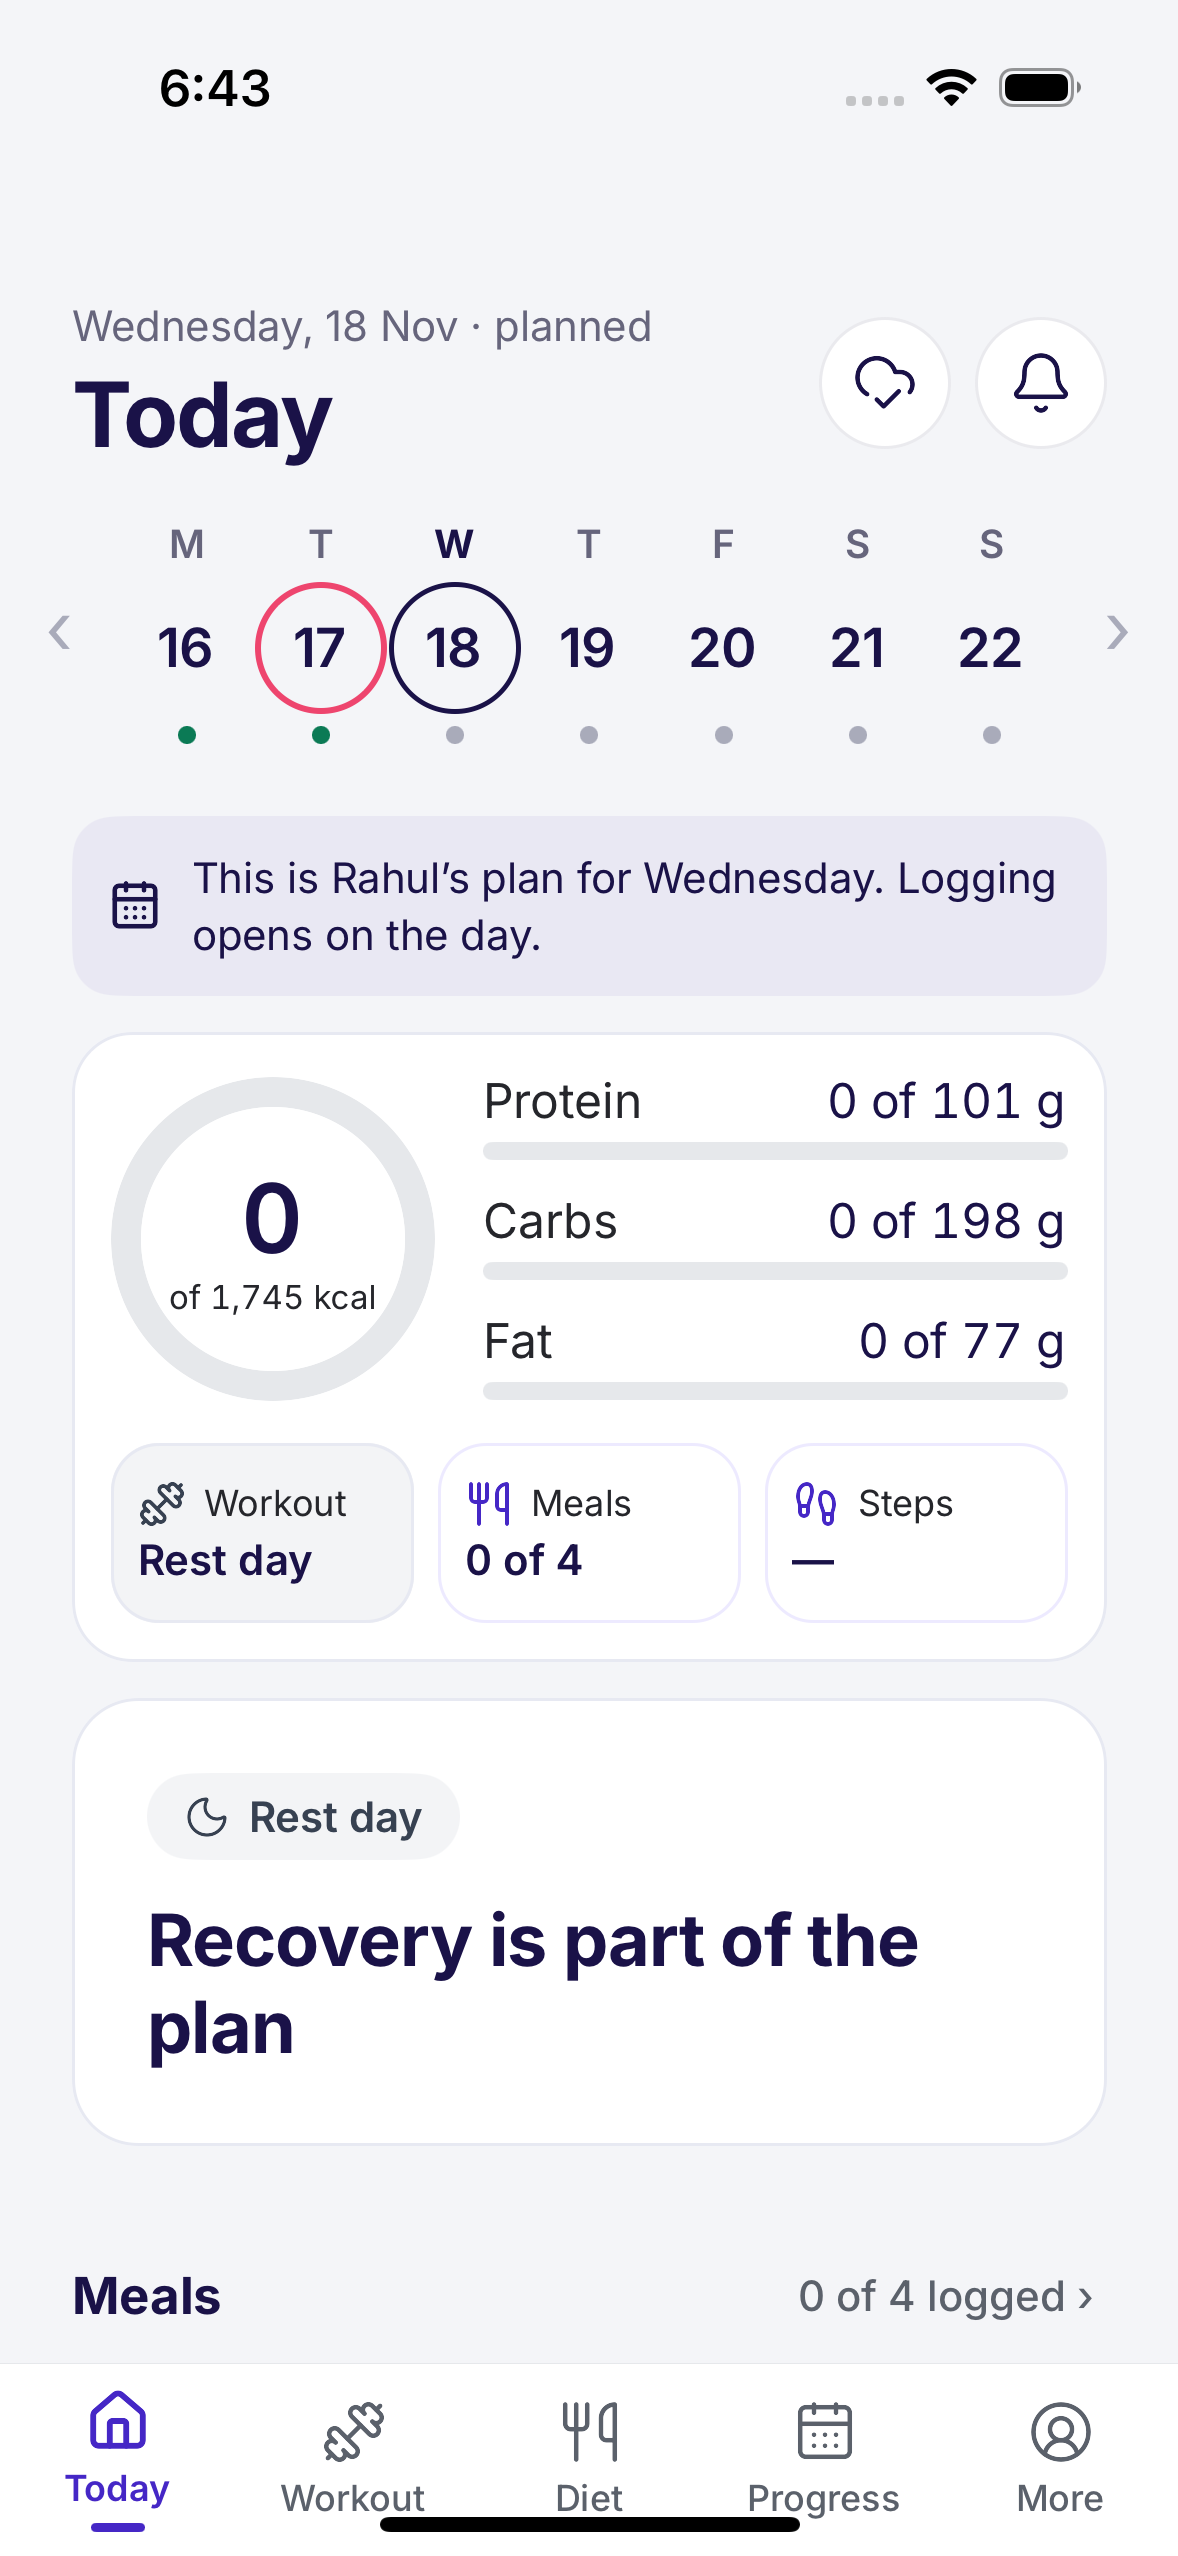 6:43
Wednesday, 18 Nov · planned
Today
M T W T F S S
‹ 16 17 18 19 20 21 22 ›
This is Rahul’s plan for Wednesday. Logging
opens on the day.
0
of 1,745 kcal
Protein 0 of 101 g
Carbs 0 of 198 g
Fat 0 of 77 g
Workout
Rest day
Meals
0 of 4
Steps
—
Rest day
Recovery is part of the
plan
Meals 0 of 4 logged ›
Today Workout Diet Progress More